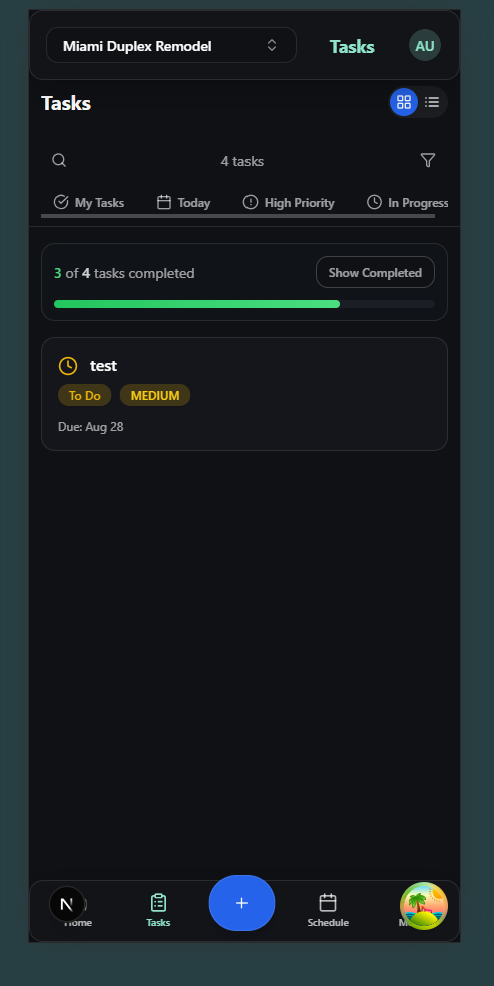 Miami Duplex Remodel
Tasks
AU
Tasks
4 tasks
My Tasks
Today
High Priority
In Progress
3 of 4 tasks completed
Show Completed
test
To Do
MEDIUM
Due: Aug 28
N
Home
Tasks
+
Schedule